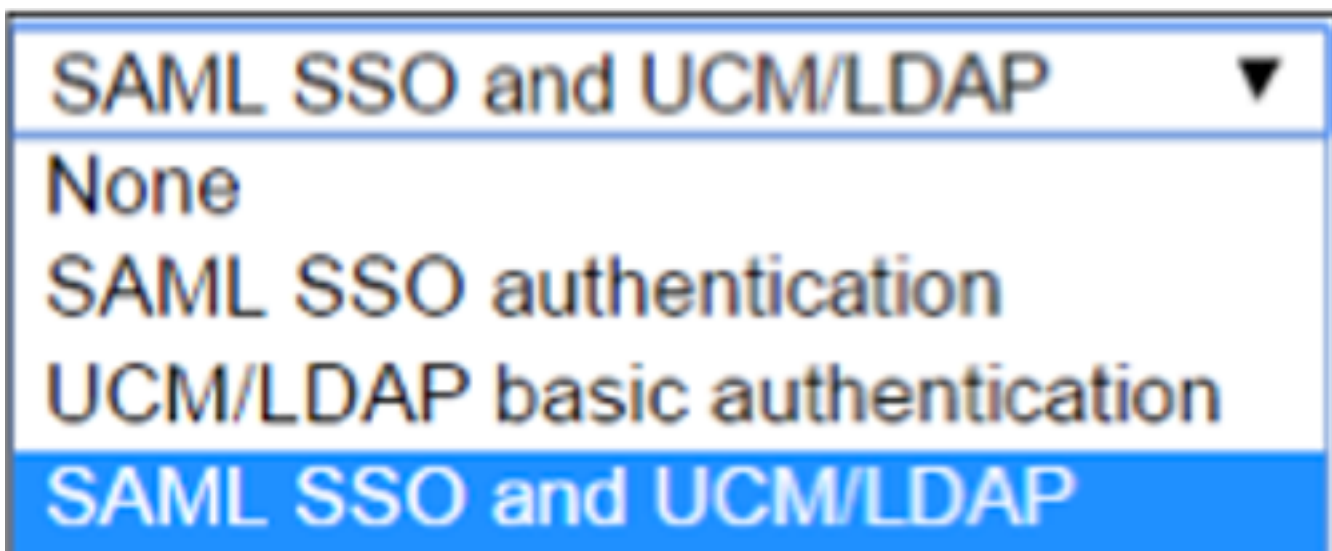 SAML SSO and UCM/LDAP
None
SAML SSO authentication
UCM/LDAP basic authentication
SAML SSO and UCM/LDAP